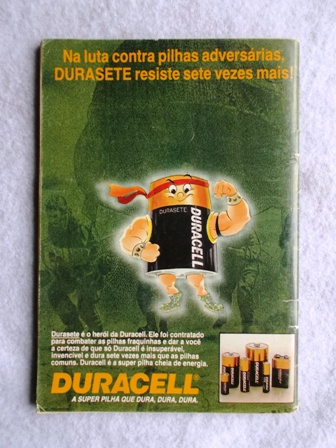 Na luta contra pilhas adversárias,
DURASETE resiste sete vezes mais!
DURASETE
DURACELL
Durasete é o herói da Duracell. Ele foi contratado
para combater as pilhas fraquinhas e dar a você
a certeza de que só Duracell é insuperável,
invencível e dura sete vezes mais que as pilhas
comuns. Duracell é a super pilha cheia de energia.
DURACELL
A SUPER PILHA QUE DURA, DURA, DURA.